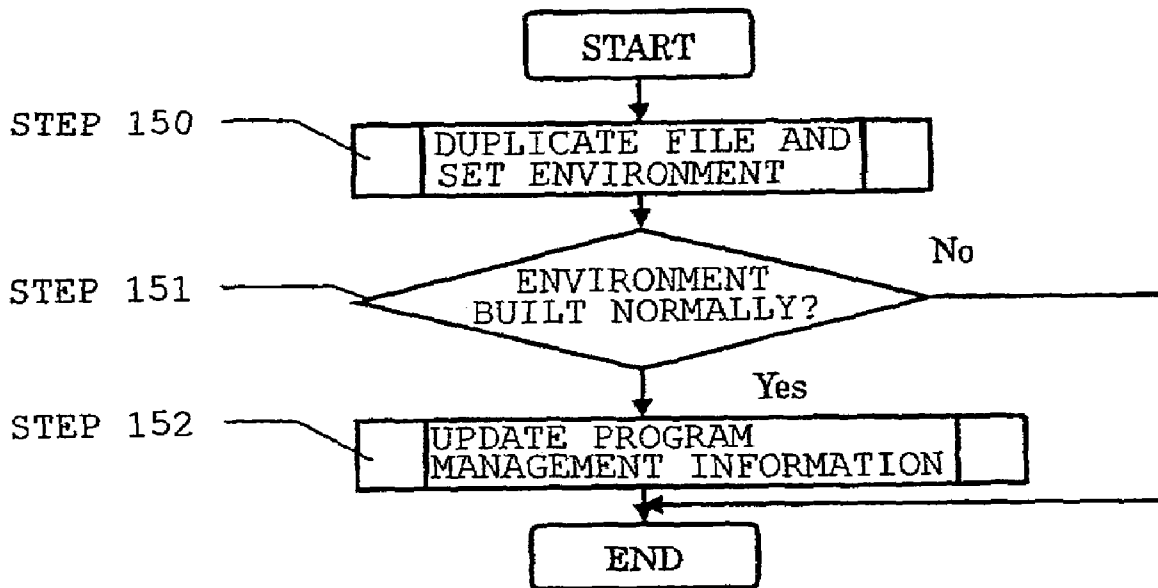 START
STEP 150
DUPLICATE FILE AND
SET ENVIRONMENT
No
STEP 151
ENVIRONMENT
BUILT NORMALLY?
Yes
STEP 152
UPDATE PROGRAM
MANAGEMENT INFORMATION
END